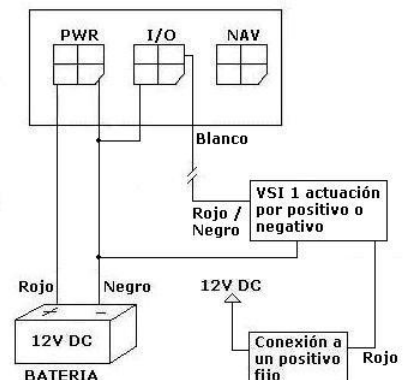 PWR I/O NAV
Blanco
VSI 1 actuación
por positivo o
negativo
Rojo /
Negro
Rojo Negro
12V DC
12V DC
BATERIA
Conexión a
un positivo
fijo
Rojo